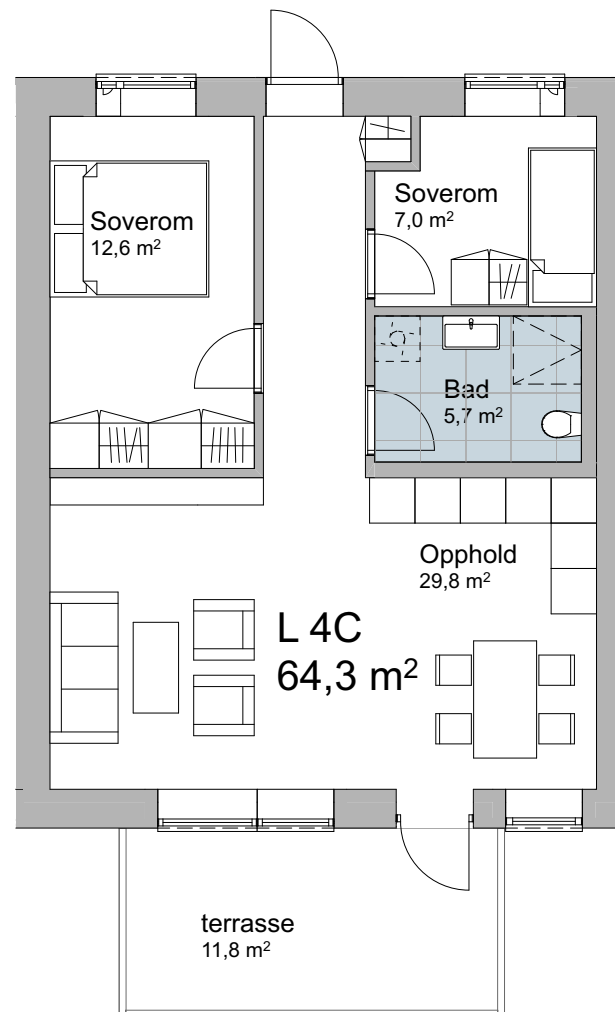 Soverom
12,6 m²
Soverom
7,0 m²
Bad
5,7 m²
Opphold
29,8 m²
L 4C
64,3 m²
terrasse
11,8 m²